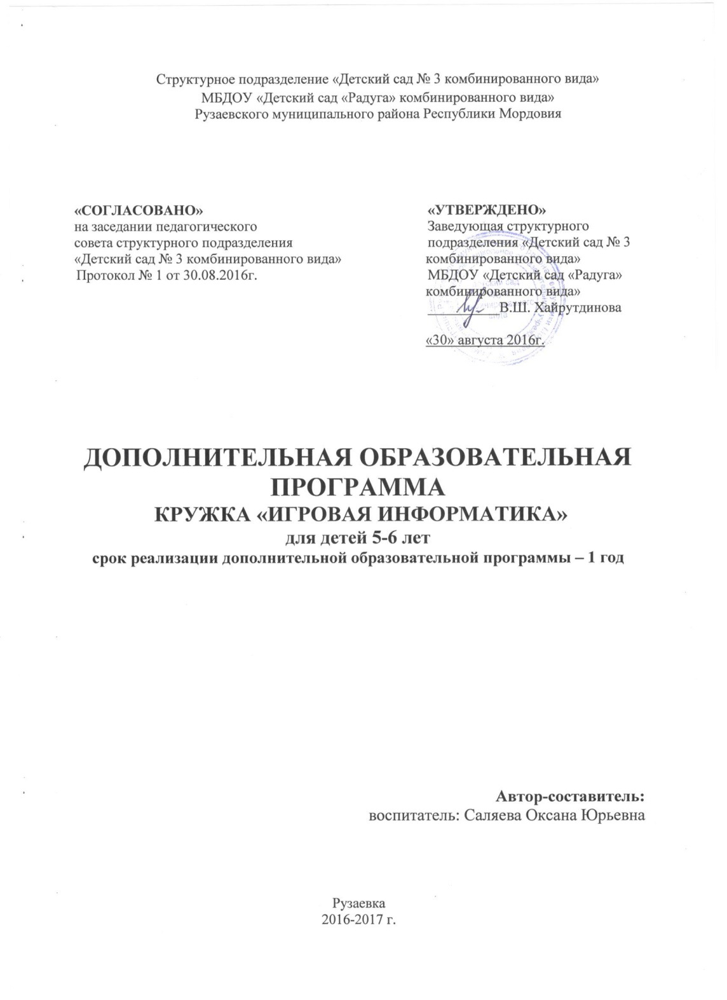 Структурное подразделение «Детский сад № 3 комбинированного вида»
МБДОУ «Детский сад «Радуга» комбинированного вида»
Рузаевского муниципального района Республики Мордовия
«СОГЛАСОВАНО»
на заседании педагогического
совета структурного подразделения
«Детский сад № 3 комбинированного вида»
Протокол № 1 от 30.08.2016г.
«УТВЕРЖДЕНО»
Заведующая структурного
подразделения «Детский сад № 3
комбинированного вида»
МБДОУ «Детский сад «Радуга»
комбинированного вида»
__________ В.Ш. Хайрутдинова
«30» августа 2016г.
ДОПОЛНИТЕЛЬНАЯ ОБРАЗОВАТЕЛЬНАЯ
ПРОГРАММА
КРУЖКА «ИГРОВАЯ ИНФОРМАТИКА»
для детей 5-6 лет
срок реализации дополнительной образовательной программы – 1 год
Автор-составитель:
воспитатель: Саляева Оксана Юрьевна
Рузаевка
2016-2017 г.